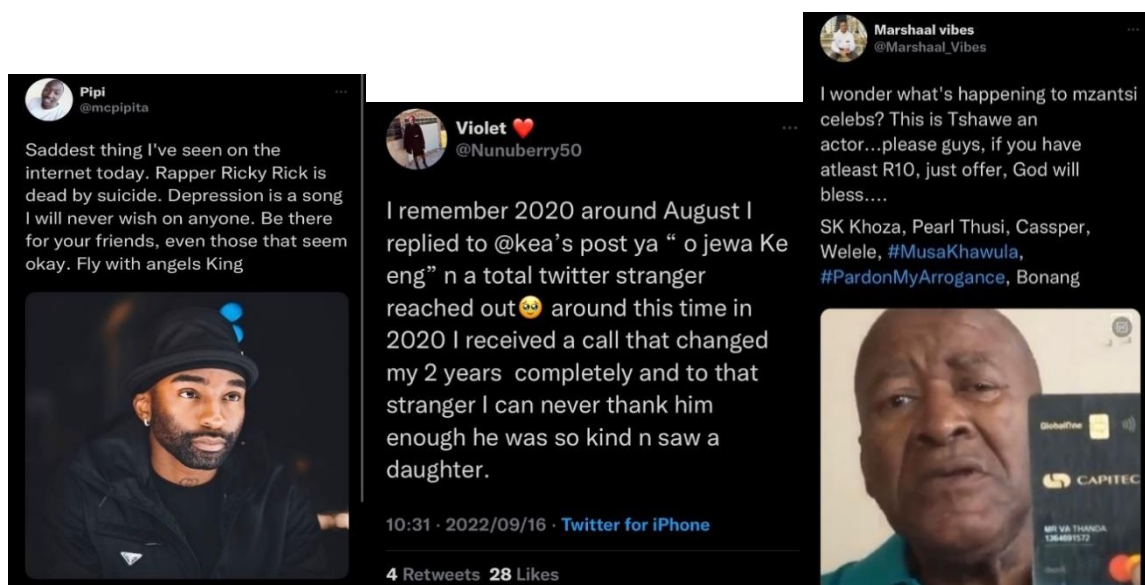 Pipi
@mcpipita
Saddest thing I've seen on the
internet today. Rapper Ricky Rick is
dead by suicide. Depression is a song
I will never wish on anyone. Be there
for your friends, even those that seem
okay. Fly with angels King
Violet ❤️
@Nunuberry50
I remember 2020 around August I
replied to @kea's post ya “ o jewa Ke
eng” n a total twitter stranger
reached out🥹 around this time in
2020 I received a call that changed
my 2 years completely and to that
stranger I can never thank him
enough he was so kind n saw a
daughter.
10:31 · 2022/09/16 · Twitter for iPhone
4 Retweets 28 Likes
Marshaal vibes
@Marshaal_Vibes
I wonder what's happening to mzantsi
celebs? This is Tshawe an
actor...please guys, if you have
atleast R10, just offer, God will
bless....
SK Khoza, Pearl Thusi, Cassper,
Welele, #MusaKhawula,
#PardonMyArrogance, Bonang
GlobalOne
CAPITEC
MR VA THANDA
1364691572
debit